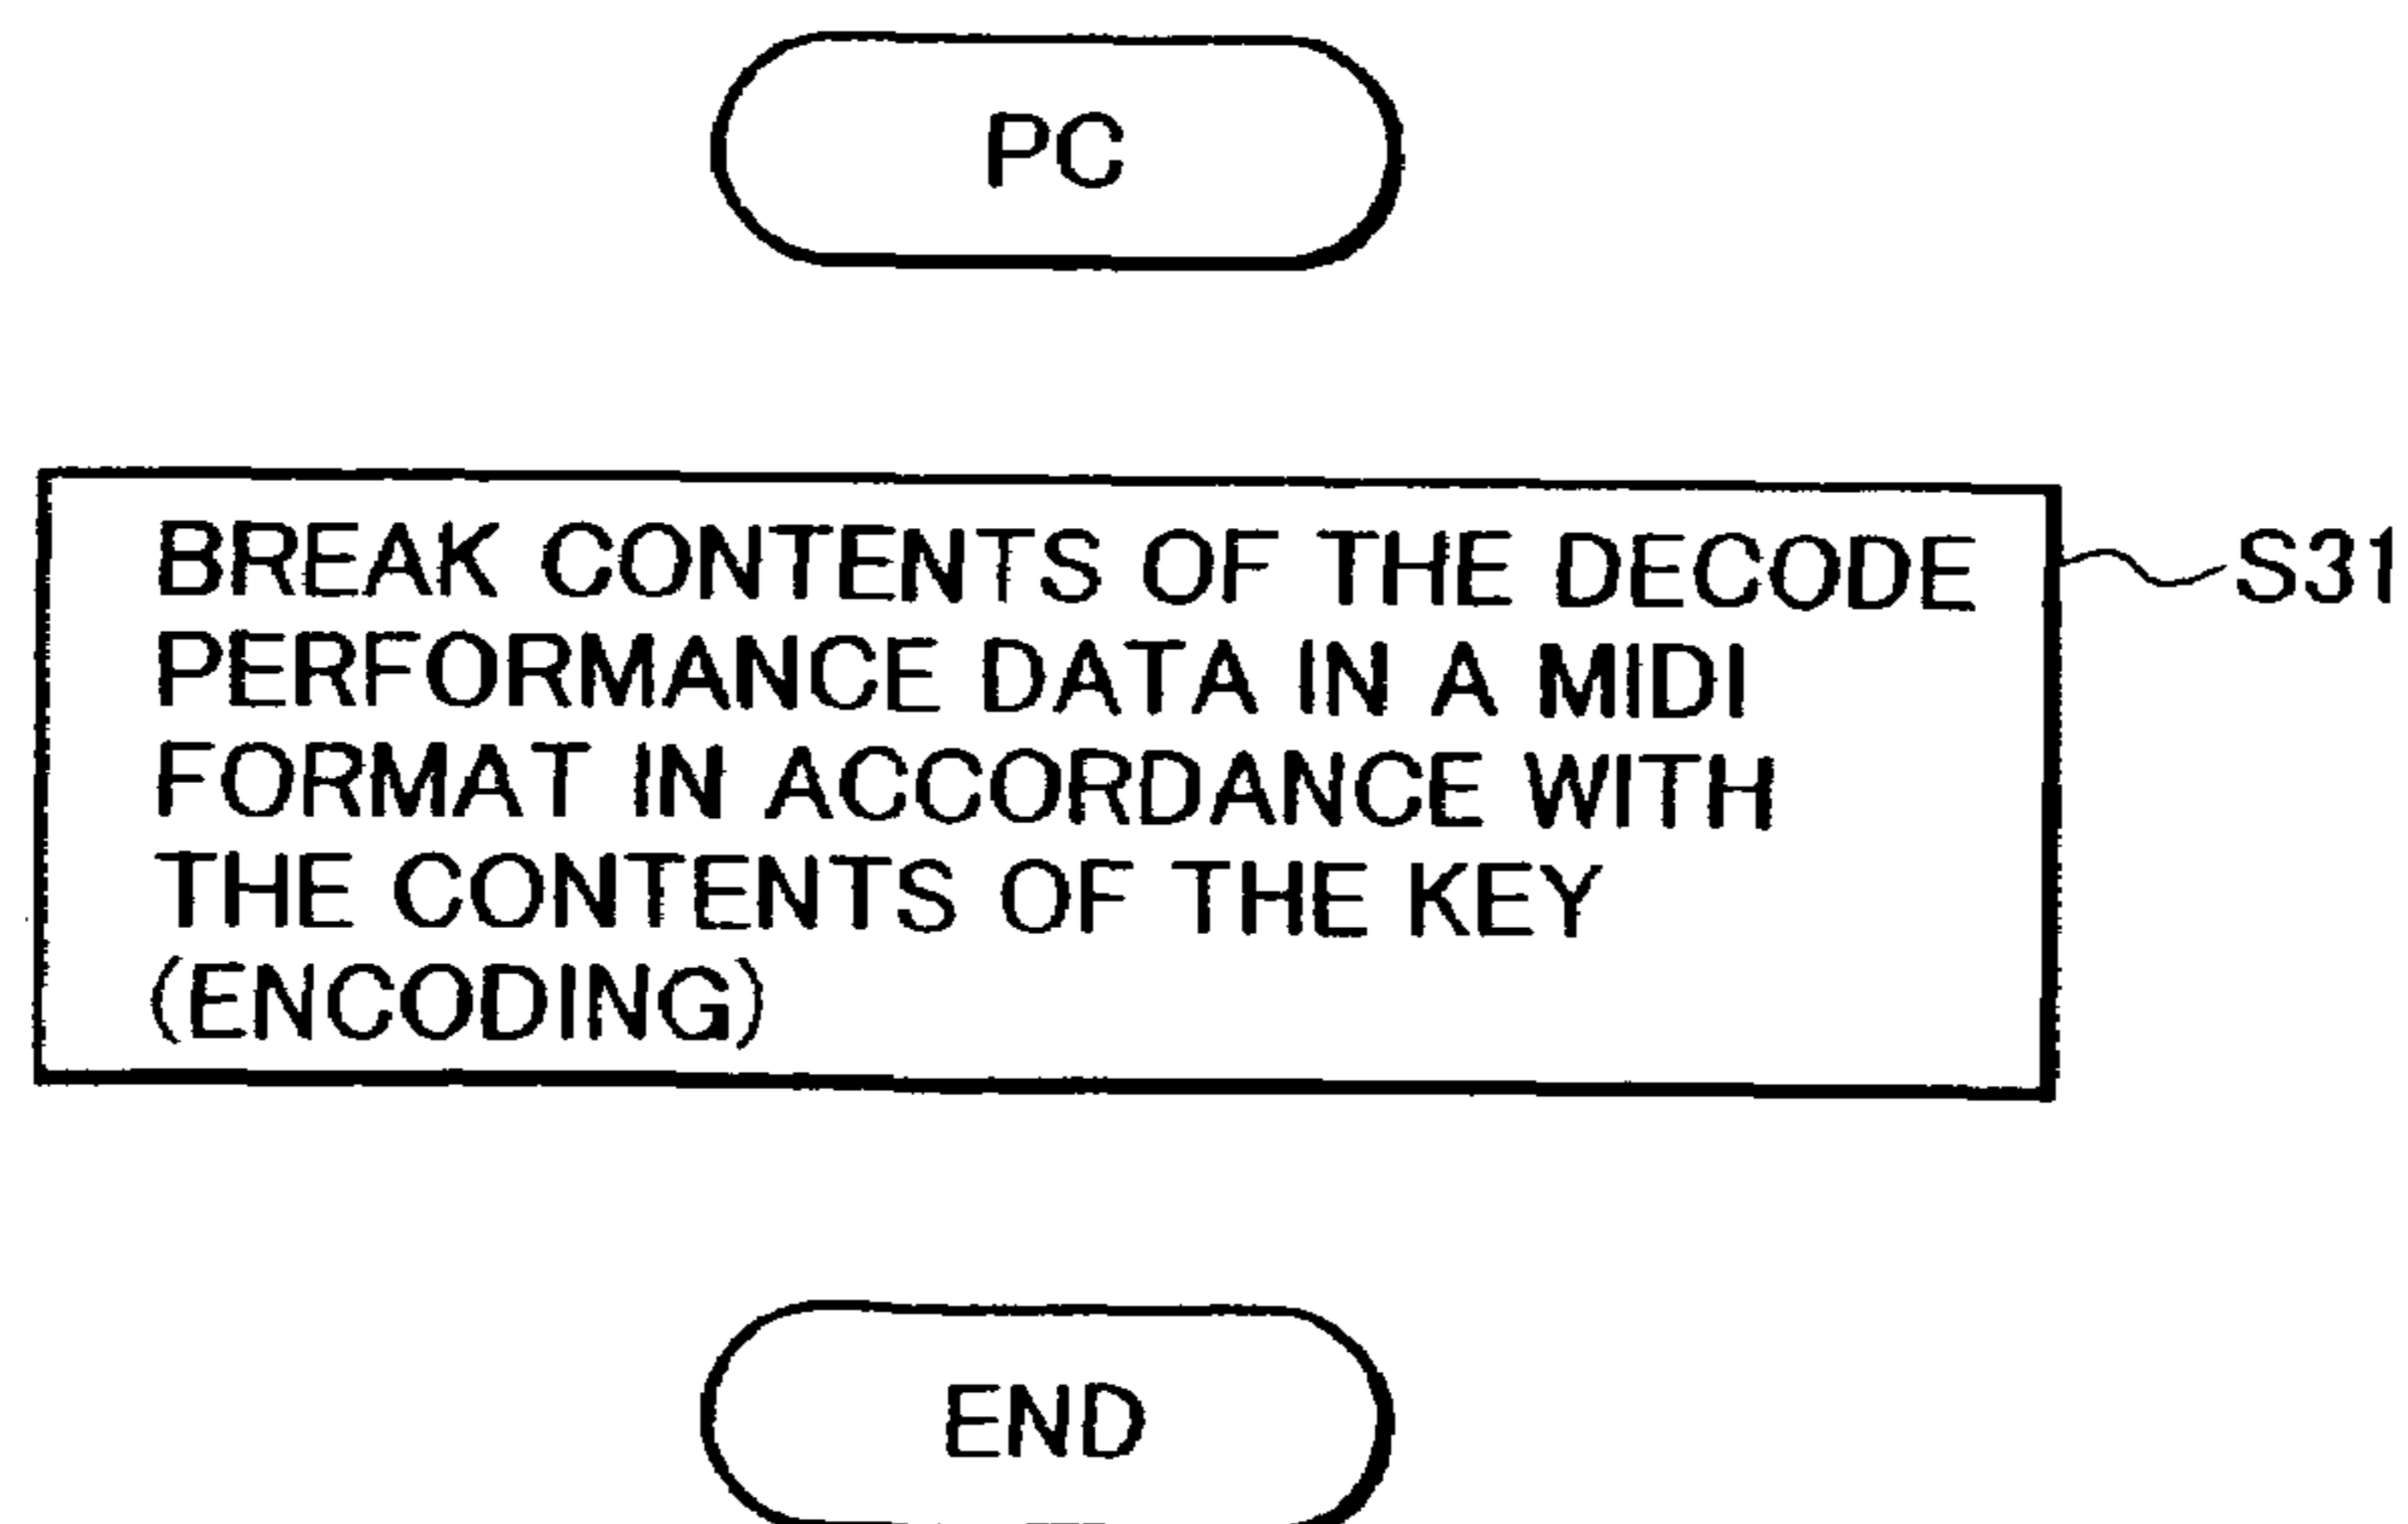 PC
BREAK CONTENTS OF THE DECODE S31
PERFORMANCE DATA IN A MIDI
FORMAT IN ACCORDANCE WITH
THE CONTENTS OF THE KEY
(ENCODING)
END